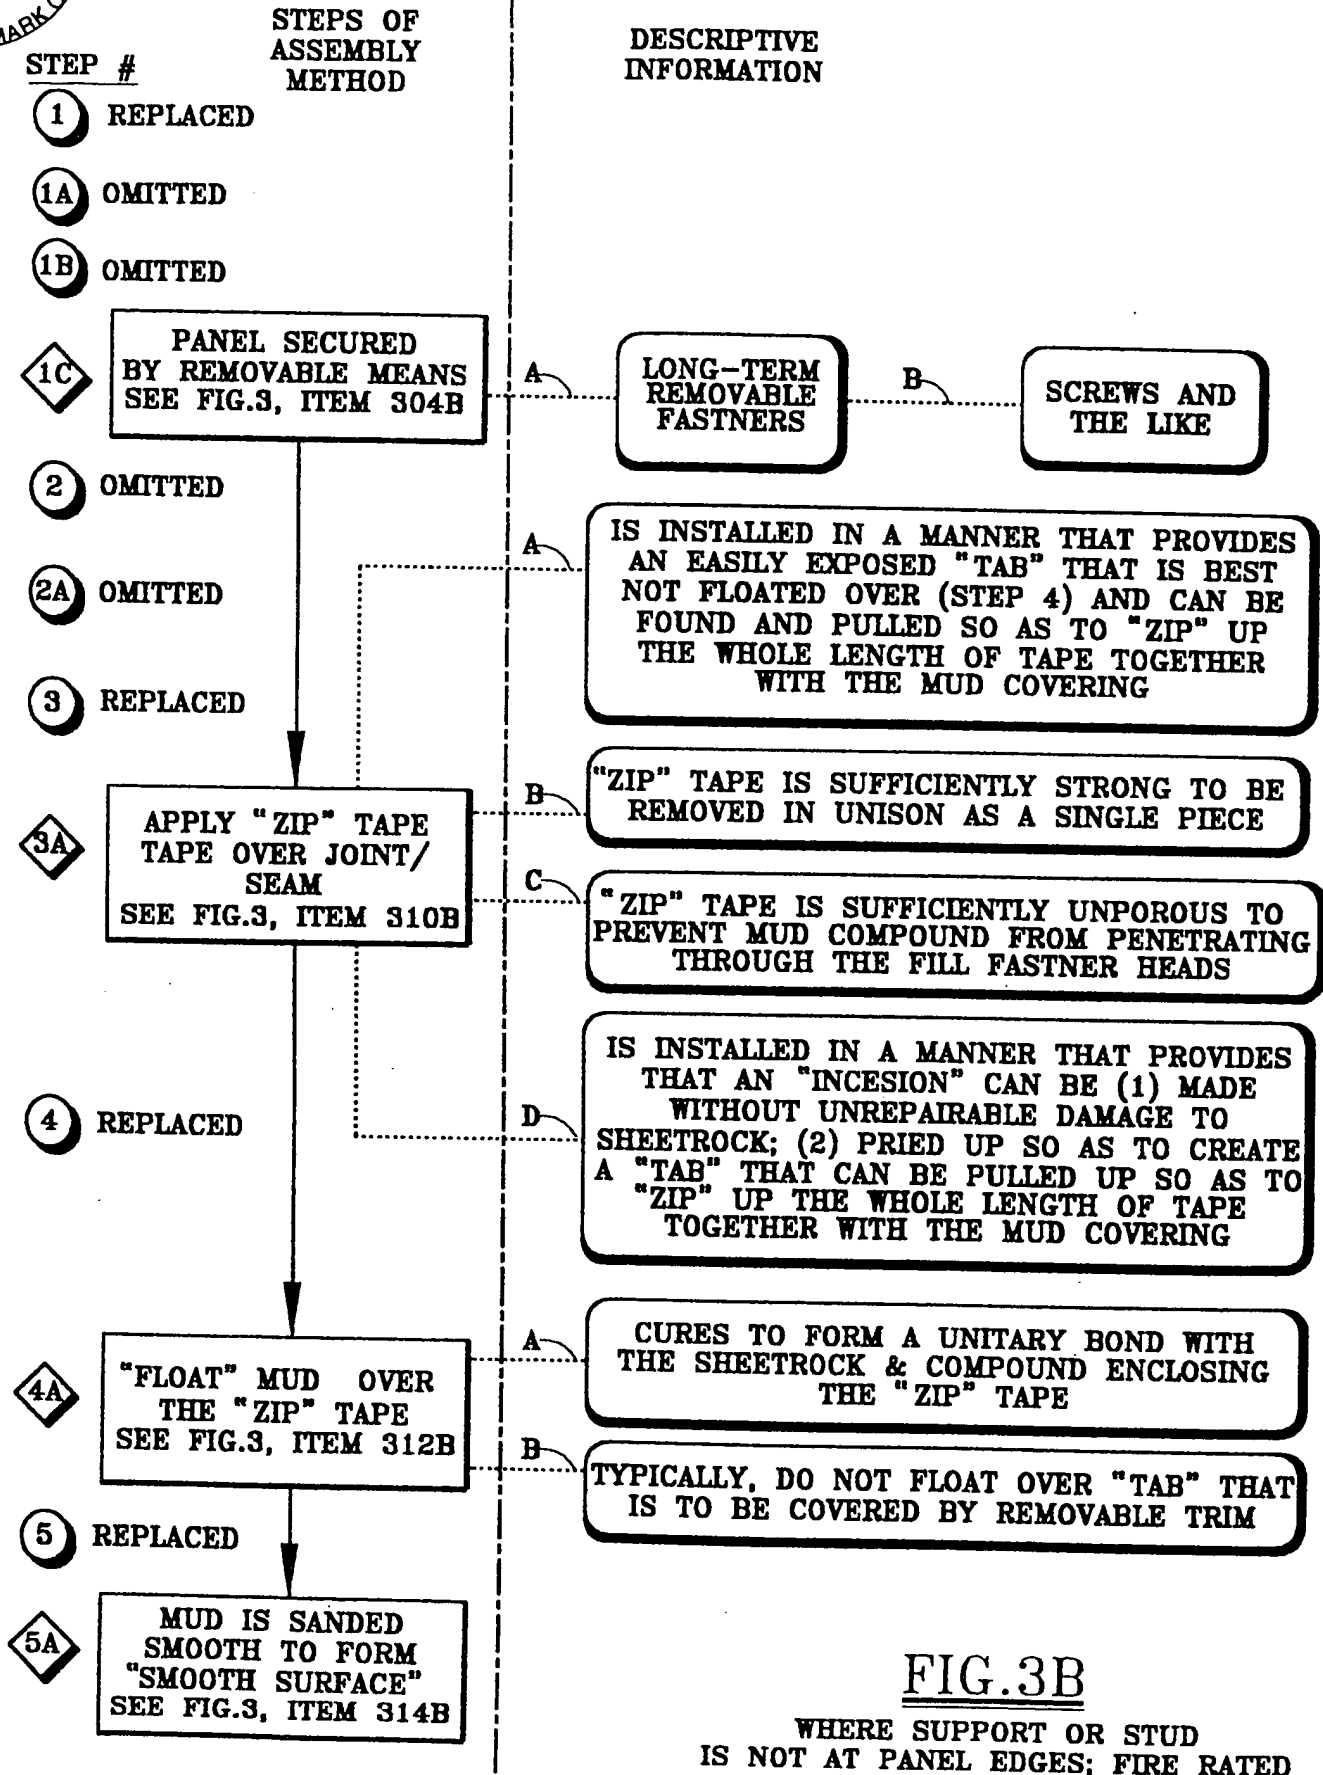 MARK
STEPS OF
ASSEMBLY
METHOD
DESCRIPTIVE
INFORMATION
STEP #
1 REPLACED
1A OMITTED
1B OMITTED
1C
PANEL SECURED
BY REMOVABLE MEANS
SEE FIG.3, ITEM 304B
A
LONG-TERM
REMOVABLE
FASTNERS
B
SCREWS AND
THE LIKE
2 OMITTED
2A OMITTED
3 REPLACED
A
IS INSTALLED IN A MANNER THAT PROVIDES
AN EASILY EXPOSED "TAB" THAT IS BEST
NOT FLOATED OVER (STEP 4) AND CAN BE
FOUND AND PULLED SO AS TO "ZIP" UP
THE WHOLE LENGTH OF TAPE TOGETHER
WITH THE MUD COVERING
3A
APPLY "ZIP" TAPE
TAPE OVER JOINT/
SEAM
SEE FIG.3, ITEM 310B
B
"ZIP" TAPE IS SUFFICIENTLY STRONG TO BE
REMOVED IN UNISON AS A SINGLE PIECE
C
"ZIP" TAPE IS SUFFICIENTLY UNPOROUS TO
PREVENT MUD COMPOUND FROM PENETRATING
THROUGH THE FILL FASTNER HEADS
4 REPLACED
D
IS INSTALLED IN A MANNER THAT PROVIDES
THAT AN "INCESION" CAN BE (1) MADE
WITHOUT UNREPAIRABLE DAMAGE TO
SHEETROCK; (2) PRIED UP SO AS TO CREATE
A "TAB" THAT CAN BE PULLED UP SO AS TO
"ZIP" UP THE WHOLE LENGTH OF TAPE
TOGETHER WITH THE MUD COVERING
4A
"FLOAT" MUD OVER
THE "ZIP" TAPE
SEE FIG.3, ITEM 312B
A
CURES TO FORM A UNITARY BOND WITH
THE SHEETROCK & COMPOUND ENCLOSING
THE "ZIP" TAPE
B
TYPICALLY, DO NOT FLOAT OVER "TAB" THAT
IS TO BE COVERED BY REMOVABLE TRIM
5 REPLACED
5A
MUD IS SANDED
SMOOTH TO FORM
"SMOOTH SURFACE"
SEE FIG.3, ITEM 314B
FIG.3B
WHERE SUPPORT OR STUD
IS NOT AT PANEL EDGES; FIRE RATED